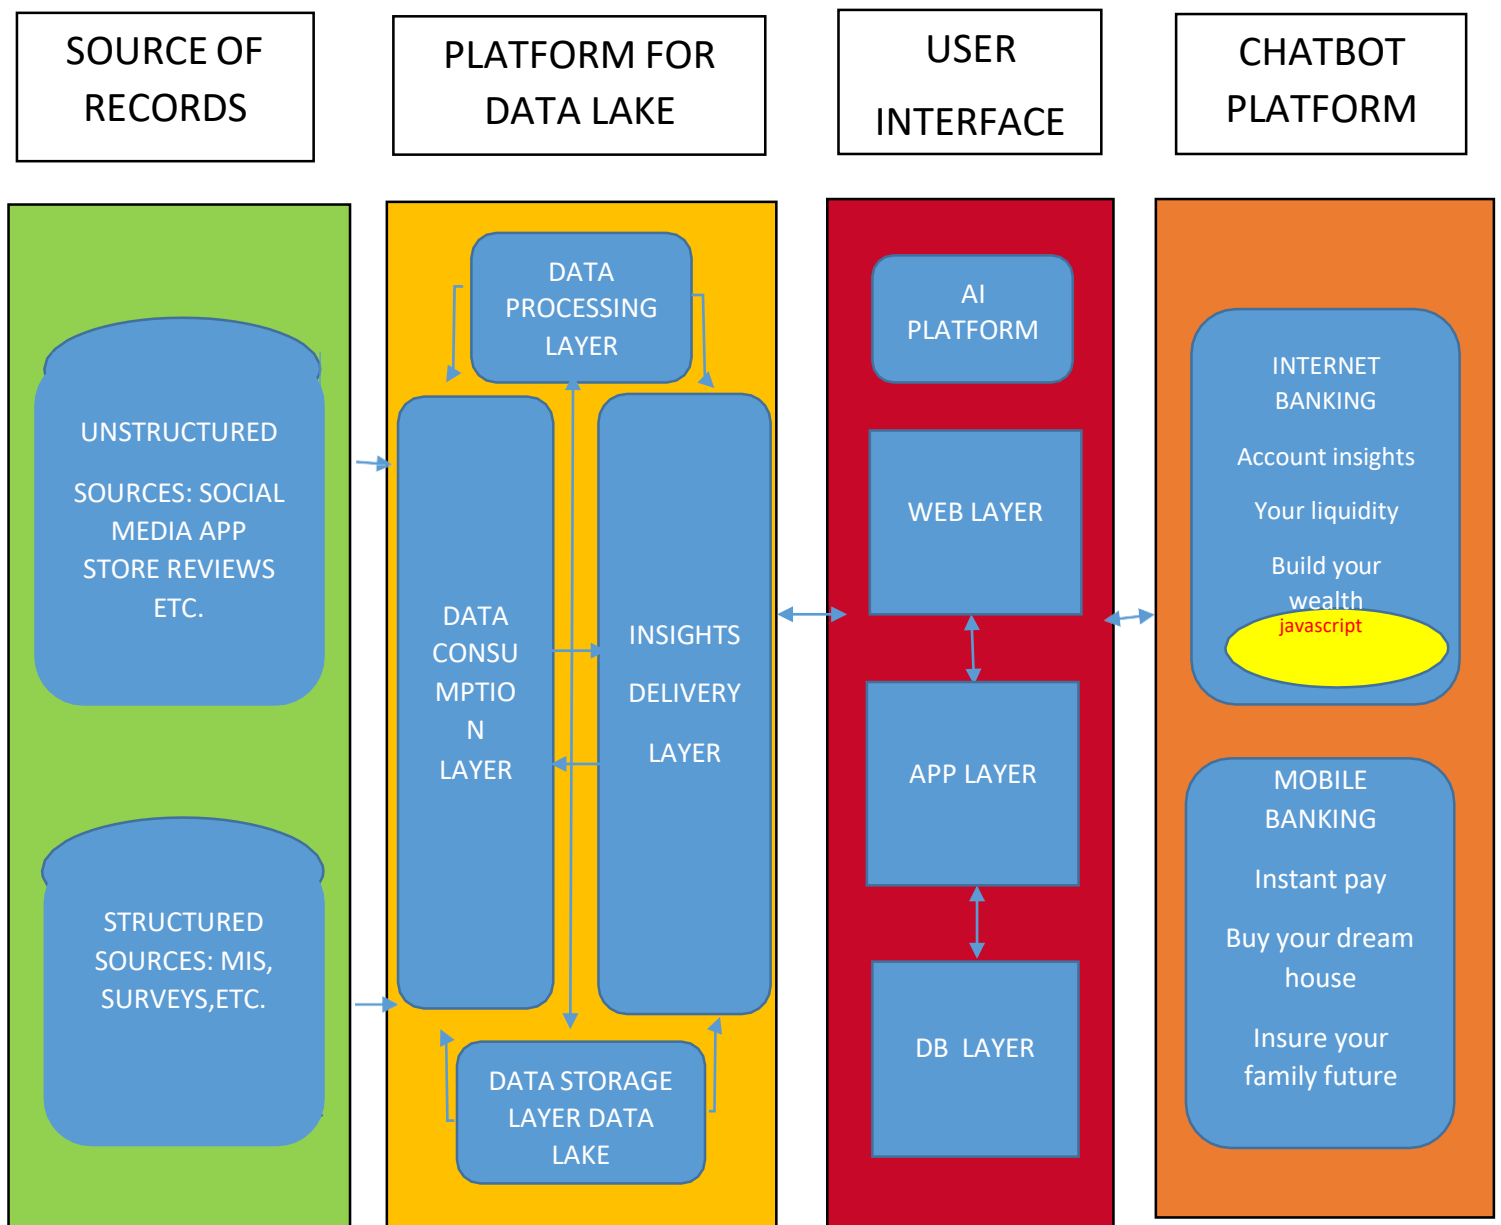 SOURCE OF
RECORDS
PLATFORM FOR
DATA LAKE
USER
INTERFACE
CHATBOT
PLATFORM
UNSTRUCTURED
SOURCES: SOCIAL
MEDIA APP
STORE REVIEWS
ETC.
STRUCTURED
SOURCES: MIS,
SURVEYS,ETC.
DATA
PROCESSING
LAYER
DATA
CONSU
MPTIO
N
LAYER
INSIGHTS
DELIVERY
LAYER
DATA STORAGE
LAYER DATA
LAKE
AI
PLATFORM
WEB LAYER
APP LAYER
DB LAYER
INTERNET
BANKING
Account insights
Your liquidity
Build your
wealth
javascript
MOBILE
BANKING
Instant pay
Buy your dream
house
Insure your
family future